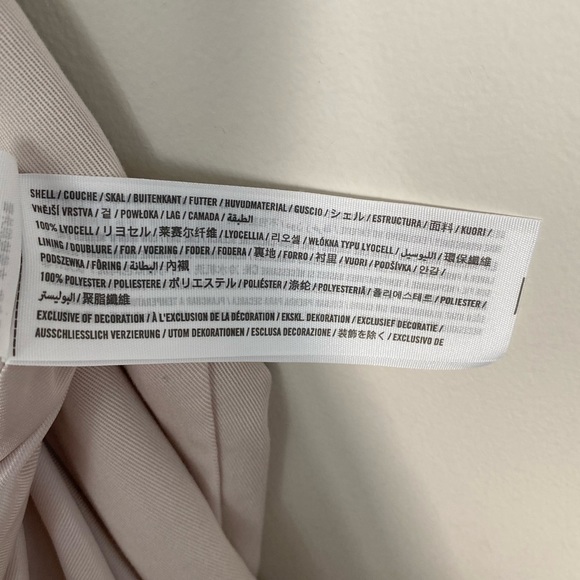 SHELL / COUCHE / SKAL / BUITENKANT / FUTTER / HUVUDMATERIAL / GUSCIO / シェル / ESTRUCTURA / 面料 / KUORI /
VNĚJŠÍ VRSTVA / 겉 / POWŁOKA / LAG / CAMADA / الطبقة
100% LYOCELL / リヨセル / 莱赛尔纤维 / LYOCELLIA / 리오셀 / WŁÓKNA TYPU LYOCELL / الليوسيل / 環保纖維
LINING / DOUBLURE / FOR / VOERING / FODER / FODERA / 裏地 / FORRO / 衬里 / VUORI / PODŠÍVKA / 안감 /
PODSZEWKA / FÔRING / البطانة / 內襯
100% POLYESTER / POLIESTERE / ポリエステル / POLIÉSTER / 涤纶 / POLYESTERIÄ / 폴리에스테르 / POLIESTER /
البوليستر / 聚脂纖維
EXCLUSIVE OF DECORATION / À L'EXCLUSION DE LA DÉCORATION / EKSKL. DEKORATION / EXCLUSIEF DECORATIE /
AUSSCHLIESSLICH VERZIERUNG / UTOM DEKORATIONEN / ESCLUSA DECORAZIONE / 装飾を除く / EXCLUSIVO DE